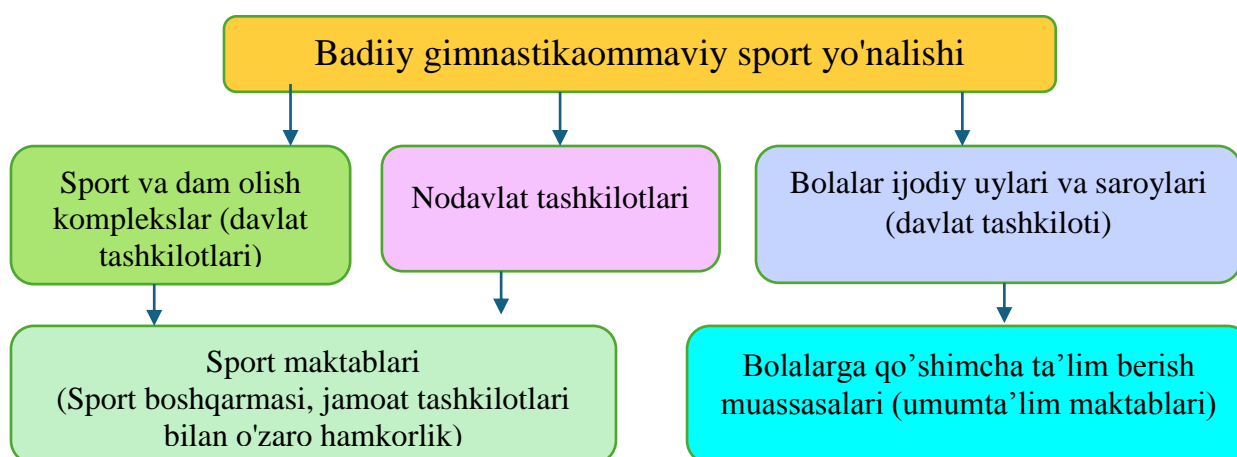 Badiiy gimnastikaommaviy sport yo'nalishi
Sport va dam olish
komplekslar (davlat
tashkilotlari)
Nodavlat tashkilotlari
Bolalar ijodiy uylari va saroylari
(davlat tashkiloti)
Sport maktablari
(Sport boshqarmasi, jamoat tashkilotlari
bilan o'zaro hamkorlik)
Bolalarga qo’shimcha ta’lim berish
muassasalari (umumta’lim maktablari)